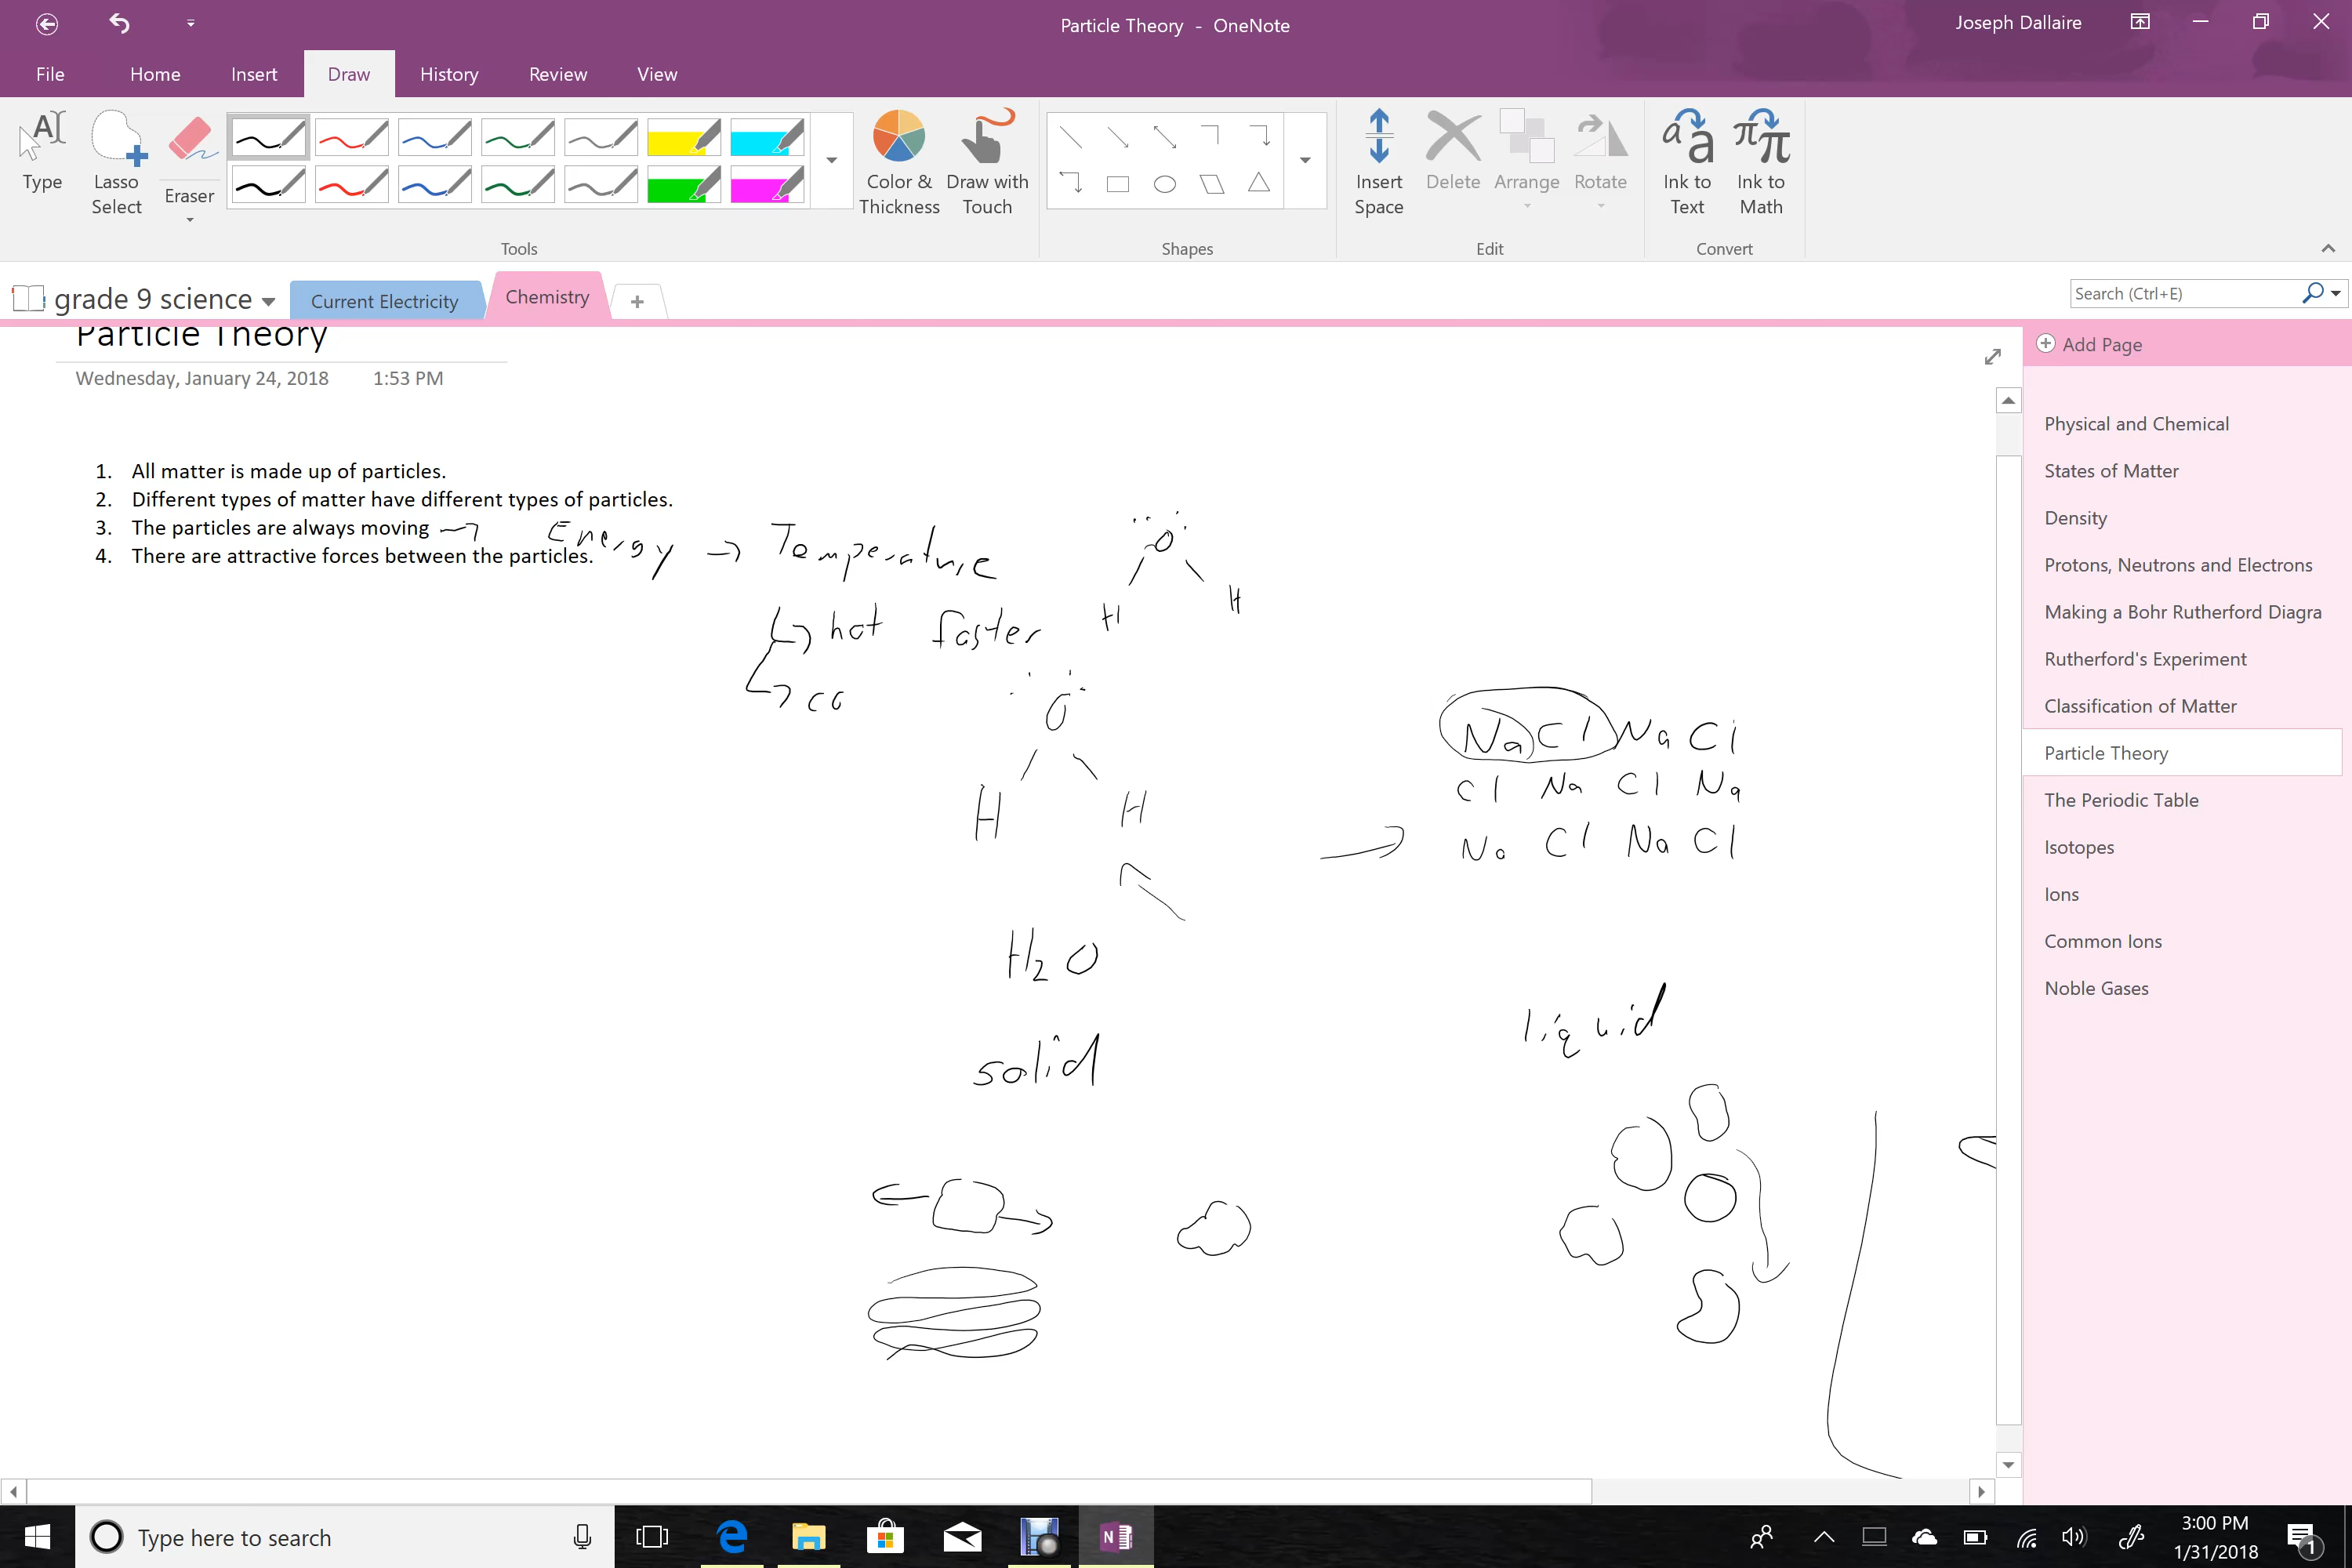 Particle Theory - OneNote
Joseph Dallaire
File Home Insert Draw History Review View
Type
Lasso Select
Eraser
Color & Thickness
Draw with Touch
Insert Space
Delete
Arrange
Rotate
Ink to Text
Ink to Math
Tools
Shapes
Edit
Convert
grade 9 science
Current Electricity
Chemistry
Search (Ctrl+E)
Particle Theory
Wednesday, January 24, 2018 1:53 PM
1. All matter is made up of particles.
2. Different types of matter have different types of particles.
3. The particles are always moving → Energy → Temperature
4. There are attractive forces between the particles.
hot faster
co
O
H H
O
H H
H₂O
Na Cl Na Cl
Cl Na Cl Na
Na Cl Na Cl
solid
liquid
Add Page
Physical and Chemical
States of Matter
Density
Protons, Neutrons and Electrons
Making a Bohr Rutherford Diagra
Rutherford's Experiment
Classification of Matter
Particle Theory
The Periodic Table
Isotopes
Ions
Common Ions
Noble Gases
Type here to search
3:00 PM
1/31/2018
1